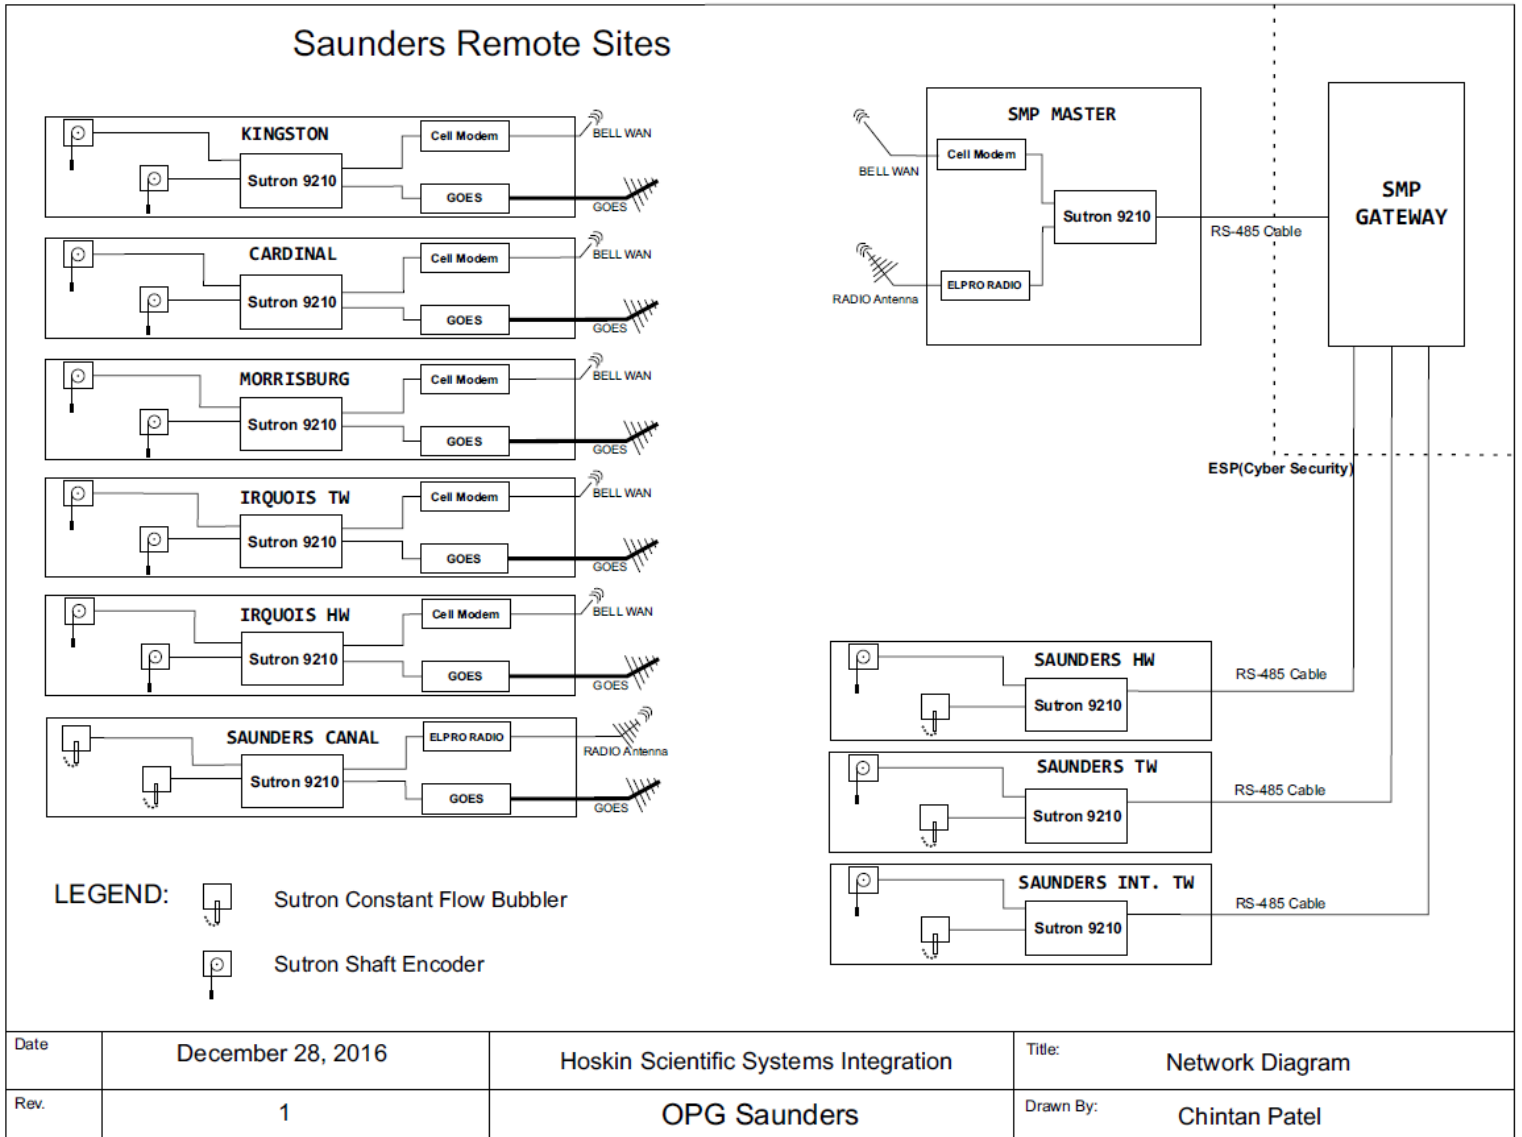 Saunders Remote Sites
KINGSTON
Sutron 9210
Cell Modem
GOES
BELL WAN
GOES
CARDINAL
Sutron 9210
Cell Modem
GOES
BELL WAN
GOES
MORRISBURG
Sutron 9210
Cell Modem
GOES
BELL WAN
GOES
IRQUOIS TW
Sutron 9210
Cell Modem
GOES
BELL WAN
GOES
IRQUOIS HW
Sutron 9210
Cell Modem
GOES
BELL WAN
GOES
SAUNDERS CANAL
Sutron 9210
ELPRO RADIO
GOES
RADIO Antenna
GOES
SMP MASTER
BELL WAN
Cell Modem
Sutron 9210
RADIO Antenna
ELPRO RADIO
RS-485 Cable
SMP
GATEWAY
ESP(Cyber Security)
SAUNDERS HW
Sutron 9210
RS-485 Cable
SAUNDERS TW
Sutron 9210
RS-485 Cable
SAUNDERS INT. TW
Sutron 9210
RS-485 Cable
LEGEND:
Sutron Constant Flow Bubbler
Sutron Shaft Encoder
Date
December 28, 2016
Hoskin Scientific Systems Integration
Title:
Network Diagram
Rev.
1
OPG Saunders
Drawn By:
Chintan Patel